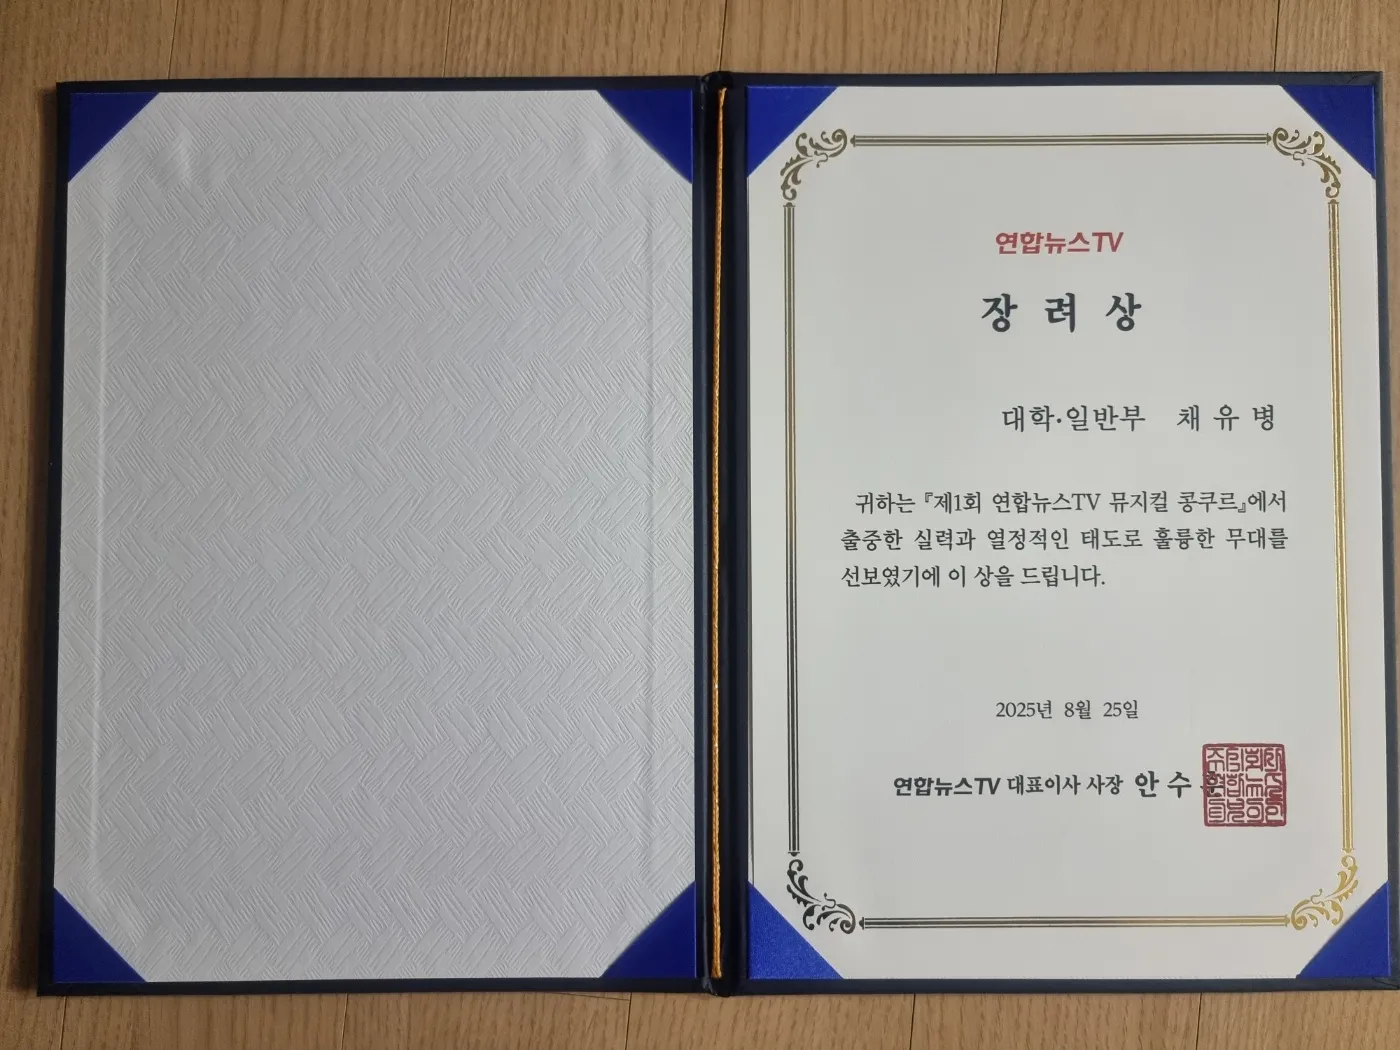 연합뉴스TV
장 려 상
대학·일반부 채 유 병
귀하는 『제1회 연합뉴스TV 뮤지컬 콩쿠르』에서
출중한 실력과 열정적인 태도로 훌륭한 무대를
선보였기에 이 상을 드립니다.
2025년 8월 25일
연합뉴스TV 대표이사 사장 안 수